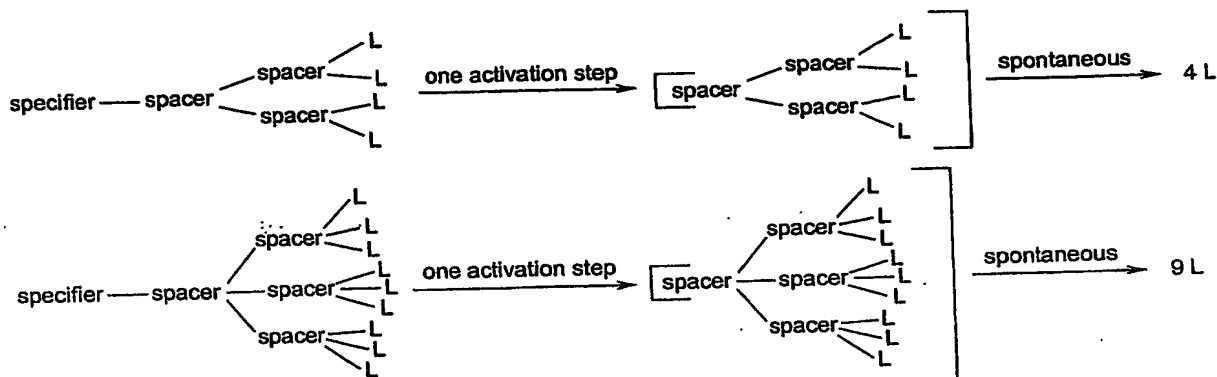 L
spacer
L
one activation step
specifier — spacer
spacer
L
L
L
spacer
L
spacer
spacer
L
L
spontaneous
4 L
L
L
L
spacer
L
one activation step
specifier — spacer
spacer
L
L
L
spacer
L
L
L
L
L
spacer
L
spacer
spacer
L
L
L
spacer
L
L
L
spontaneous
9 L